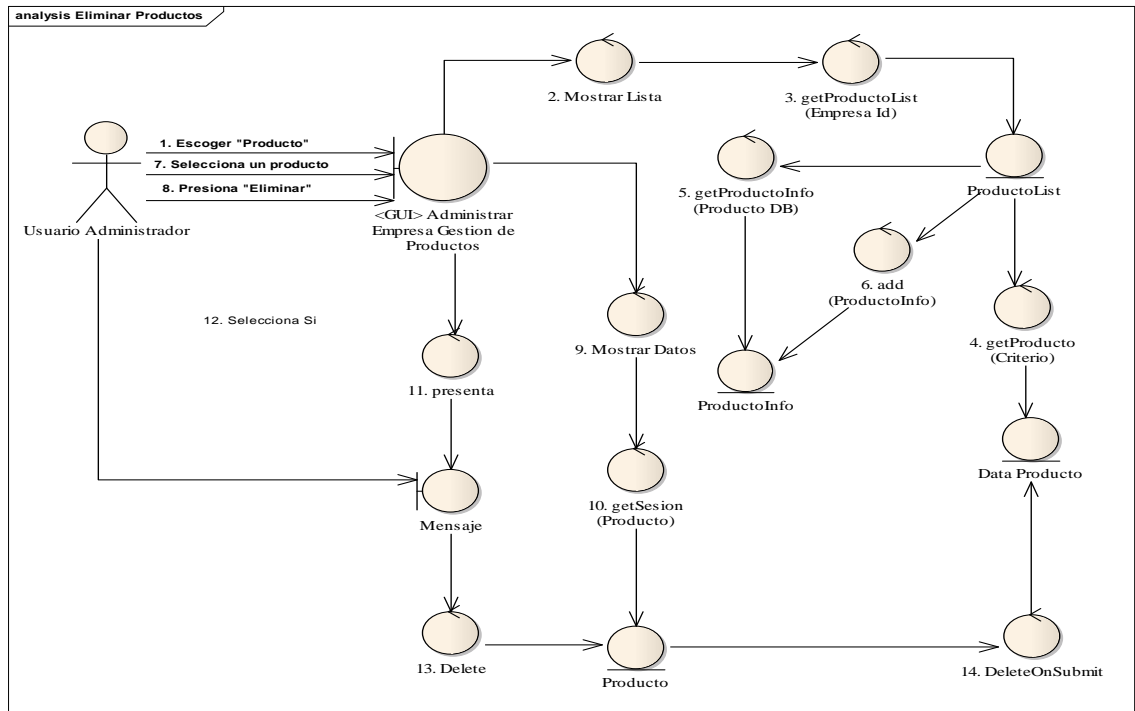 analysis Eliminar Productos
2. Mostrar Lista
3. getProductoList
(Empresa Id)
1. Escoger "Producto"
7. Selecciona un producto
8. Presiona "Eliminar"
Usuario Administrador
<GUI> Administrar
Empresa Gestion de
Productos
5. getProductoInfo
(Producto DB)
ProductoList
6. add
(ProductoInfo)
12. Selecciona Si
9. Mostrar Datos
4. getProducto
(Criterio)
11. presenta
ProductoInfo
Data Producto
10. getSesion
(Producto)
Mensaje
13. Delete
Producto
14. DeleteOnSubmit